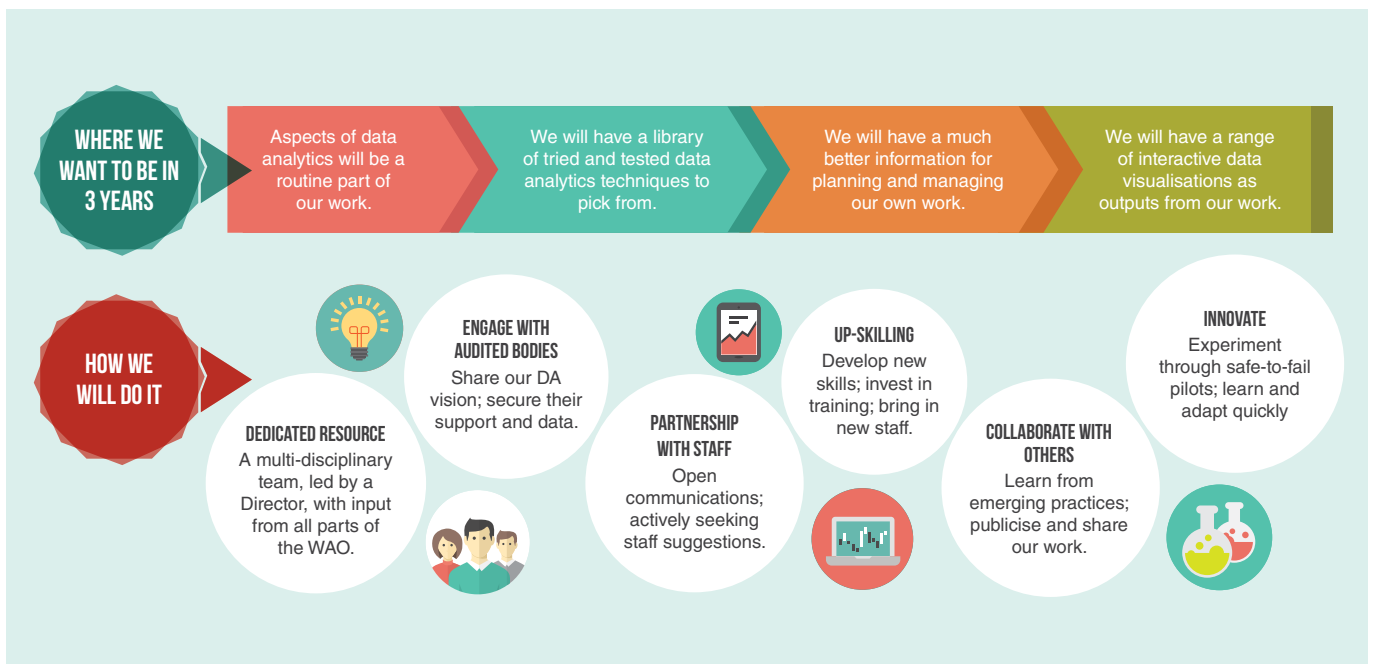 WHERE WE
WANT TO BE IN
3 YEARS
Aspects of data
analytics will be a
routine part of
our work.
We will have a library
of tried and tested data
analytics techniques to
pick from.
We will have a much
better information for
planning and managing
our own work.
We will have a range
of interactive data
visualisations as
outputs from our work.
HOW WE
WILL DO IT
DEDICATED RESOURCE
A multi-disciplinary
team, led by a
Director, with input
from all parts of
the WAO.
ENGAGE WITH
AUDITED BODIES
Share our DA
vision; secure their
support and data.
PARTNERSHIP
WITH STAFF
Open
communications;
actively seeking
staff suggestions.
UP-SKILLING
Develop new
skills; invest in
training; bring in
new staff.
COLLABORATE WITH
OTHERS
Learn from
emerging practices;
publicise and share
our work.
INNOVATE
Experiment
through safe-to-fail
pilots; learn and
adapt quickly